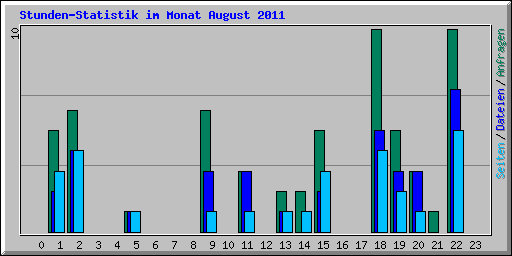 Stunden-Statistik im Monat August 2011
10
Seiten / Dateien / Anfragen
0 1 2 3 4 5 6 7 8 9 10 11 12 13 14 15 16 17 18 19 20 21 22 23